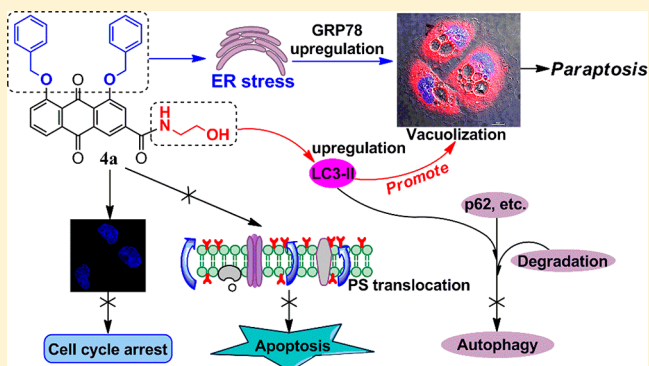 GRP78
upregulation
ER stress
Vacuolization
Paraptosis
O
O
O
O
O
H
N
OH
4a
upregulation
LC3-II
Promote
p62, etc.
Degradation
PS translocation
Cell cycle arrest
Apoptosis
Autophagy